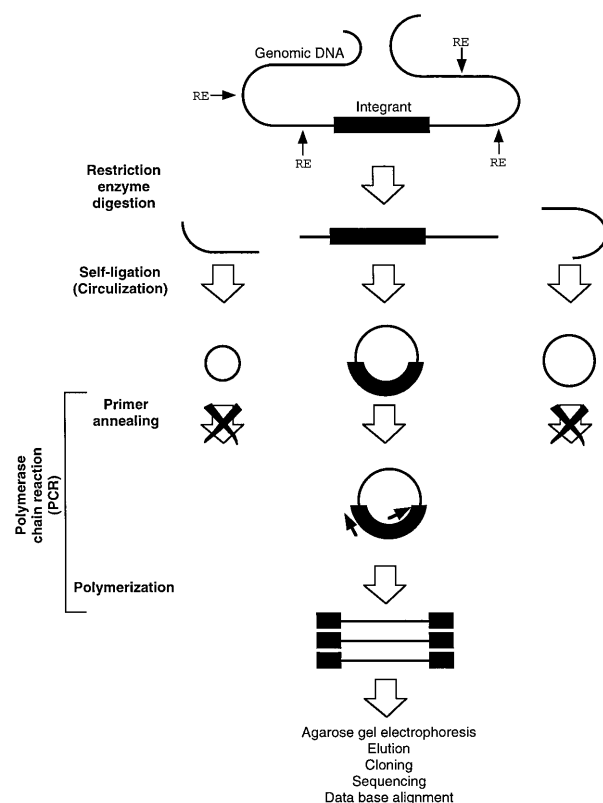 Genomic DNA
RE
RE
Integrant
RE
RE
Restriction
enzyme
digestion
Self-ligation
(Circulization)
Primer
annealing
Polymerase
chain reaction
(PCR)
Polymerization
Agarose gel electrophoresis
Elution
Cloning
Sequencing
Data base alignment